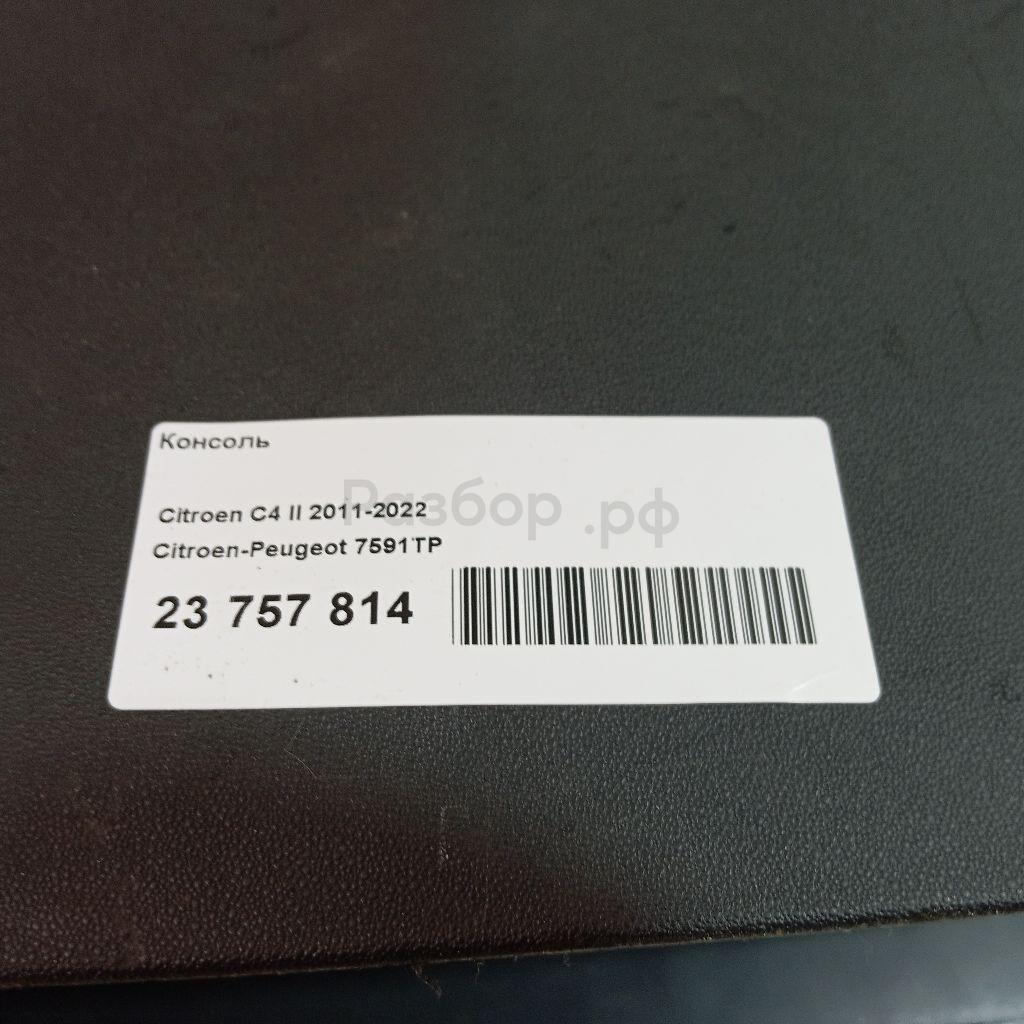 Консоль
Citroen C4 II 2011-2022
Разбор.рф
Citroen-Peugeot 7591TP
23 757 814